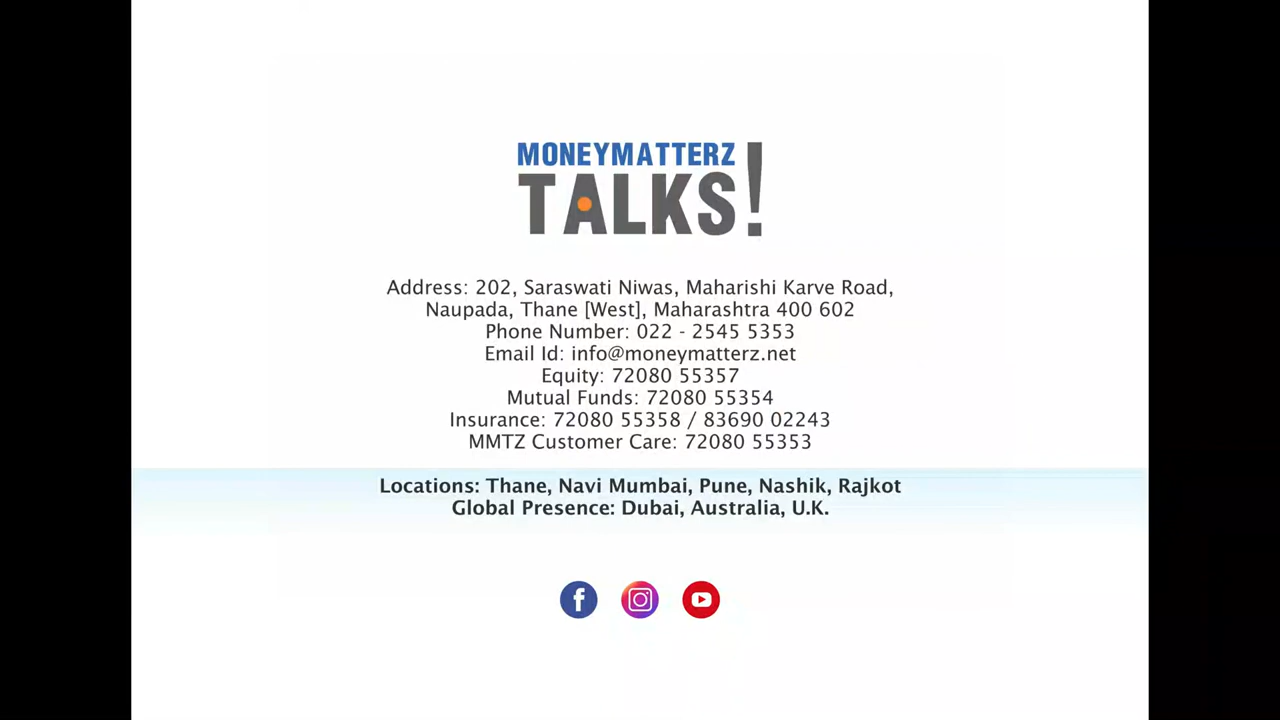 MONEYMATTERZ
TALKS!
Address: 202, Saraswati Niwas, Maharishi Karve Road,
Naupada, Thane [West], Maharashtra 400 602
Phone Number: 022 - 2545 5353
Email Id: info@moneymatterz.net
Equity: 72080 55357
Mutual Funds: 72080 55354
Insurance: 72080 55358 / 83690 02243
MMTZ Customer Care: 72080 55353
Locations: Thane, Navi Mumbai, Pune, Nashik, Rajkot
Global Presence: Dubai, Australia, U.K.